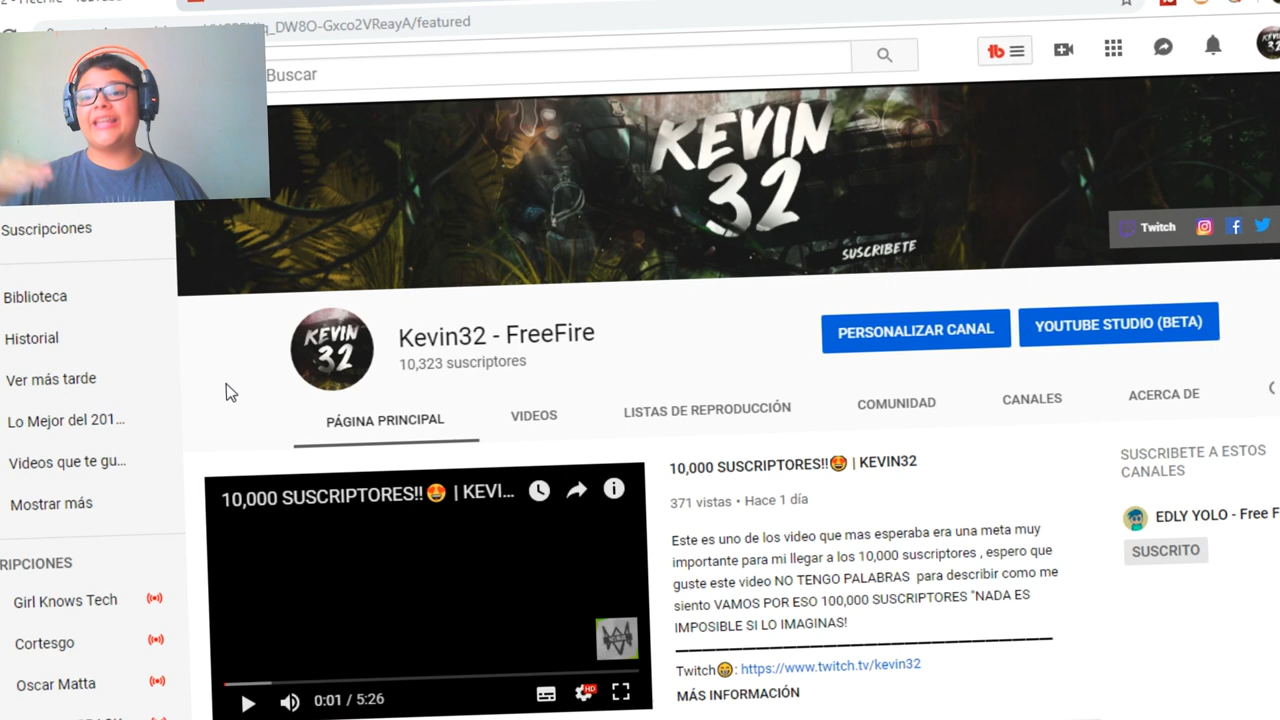 _DW8O-Gxco2VReayA/featured
Buscar
KEVIN
32
SUSCRIBETE
Twitch
Suscripciones
Biblioteca
Historial
Ver más tarde
Lo Mejor del 201...
Videos que te gu...
Mostrar más
RIPCIONES
Girl Knows Tech
Cortesgo
Oscar Matta
KEVIN
32
Kevin32 - FreeFire
10,323 suscriptores
PERSONALIZAR CANAL
YOUTUBE STUDIO (BETA)
PÁGINA PRINCIPAL
VIDEOS
LISTAS DE REPRODUCCIÓN
COMUNIDAD
CANALES
ACERCA DE
10,000 SUSCRIPTORES!!😍 | KEVI...
0:01 / 5:26
HD
10,000 SUSCRIPTORES!!😍 | KEVIN32
371 vistas • Hace 1 día
Este es uno de los video que mas esperaba era una meta muy
importante para mi llegar a los 10,000 suscriptores , espero que
guste este video NO TENGO PALABRAS para describir como me
siento VAMOS POR ESO 100,000 SUSCRIPTORES "NADA ES
IMPOSIBLE SI LO IMAGINAS!
Twitch😁: https://www.twitch.tv/kevin32
MÁS INFORMACIÓN
SUSCRIBETE A ESTOS
CANALES
EDLY YOLO - Free F
SUSCRITO